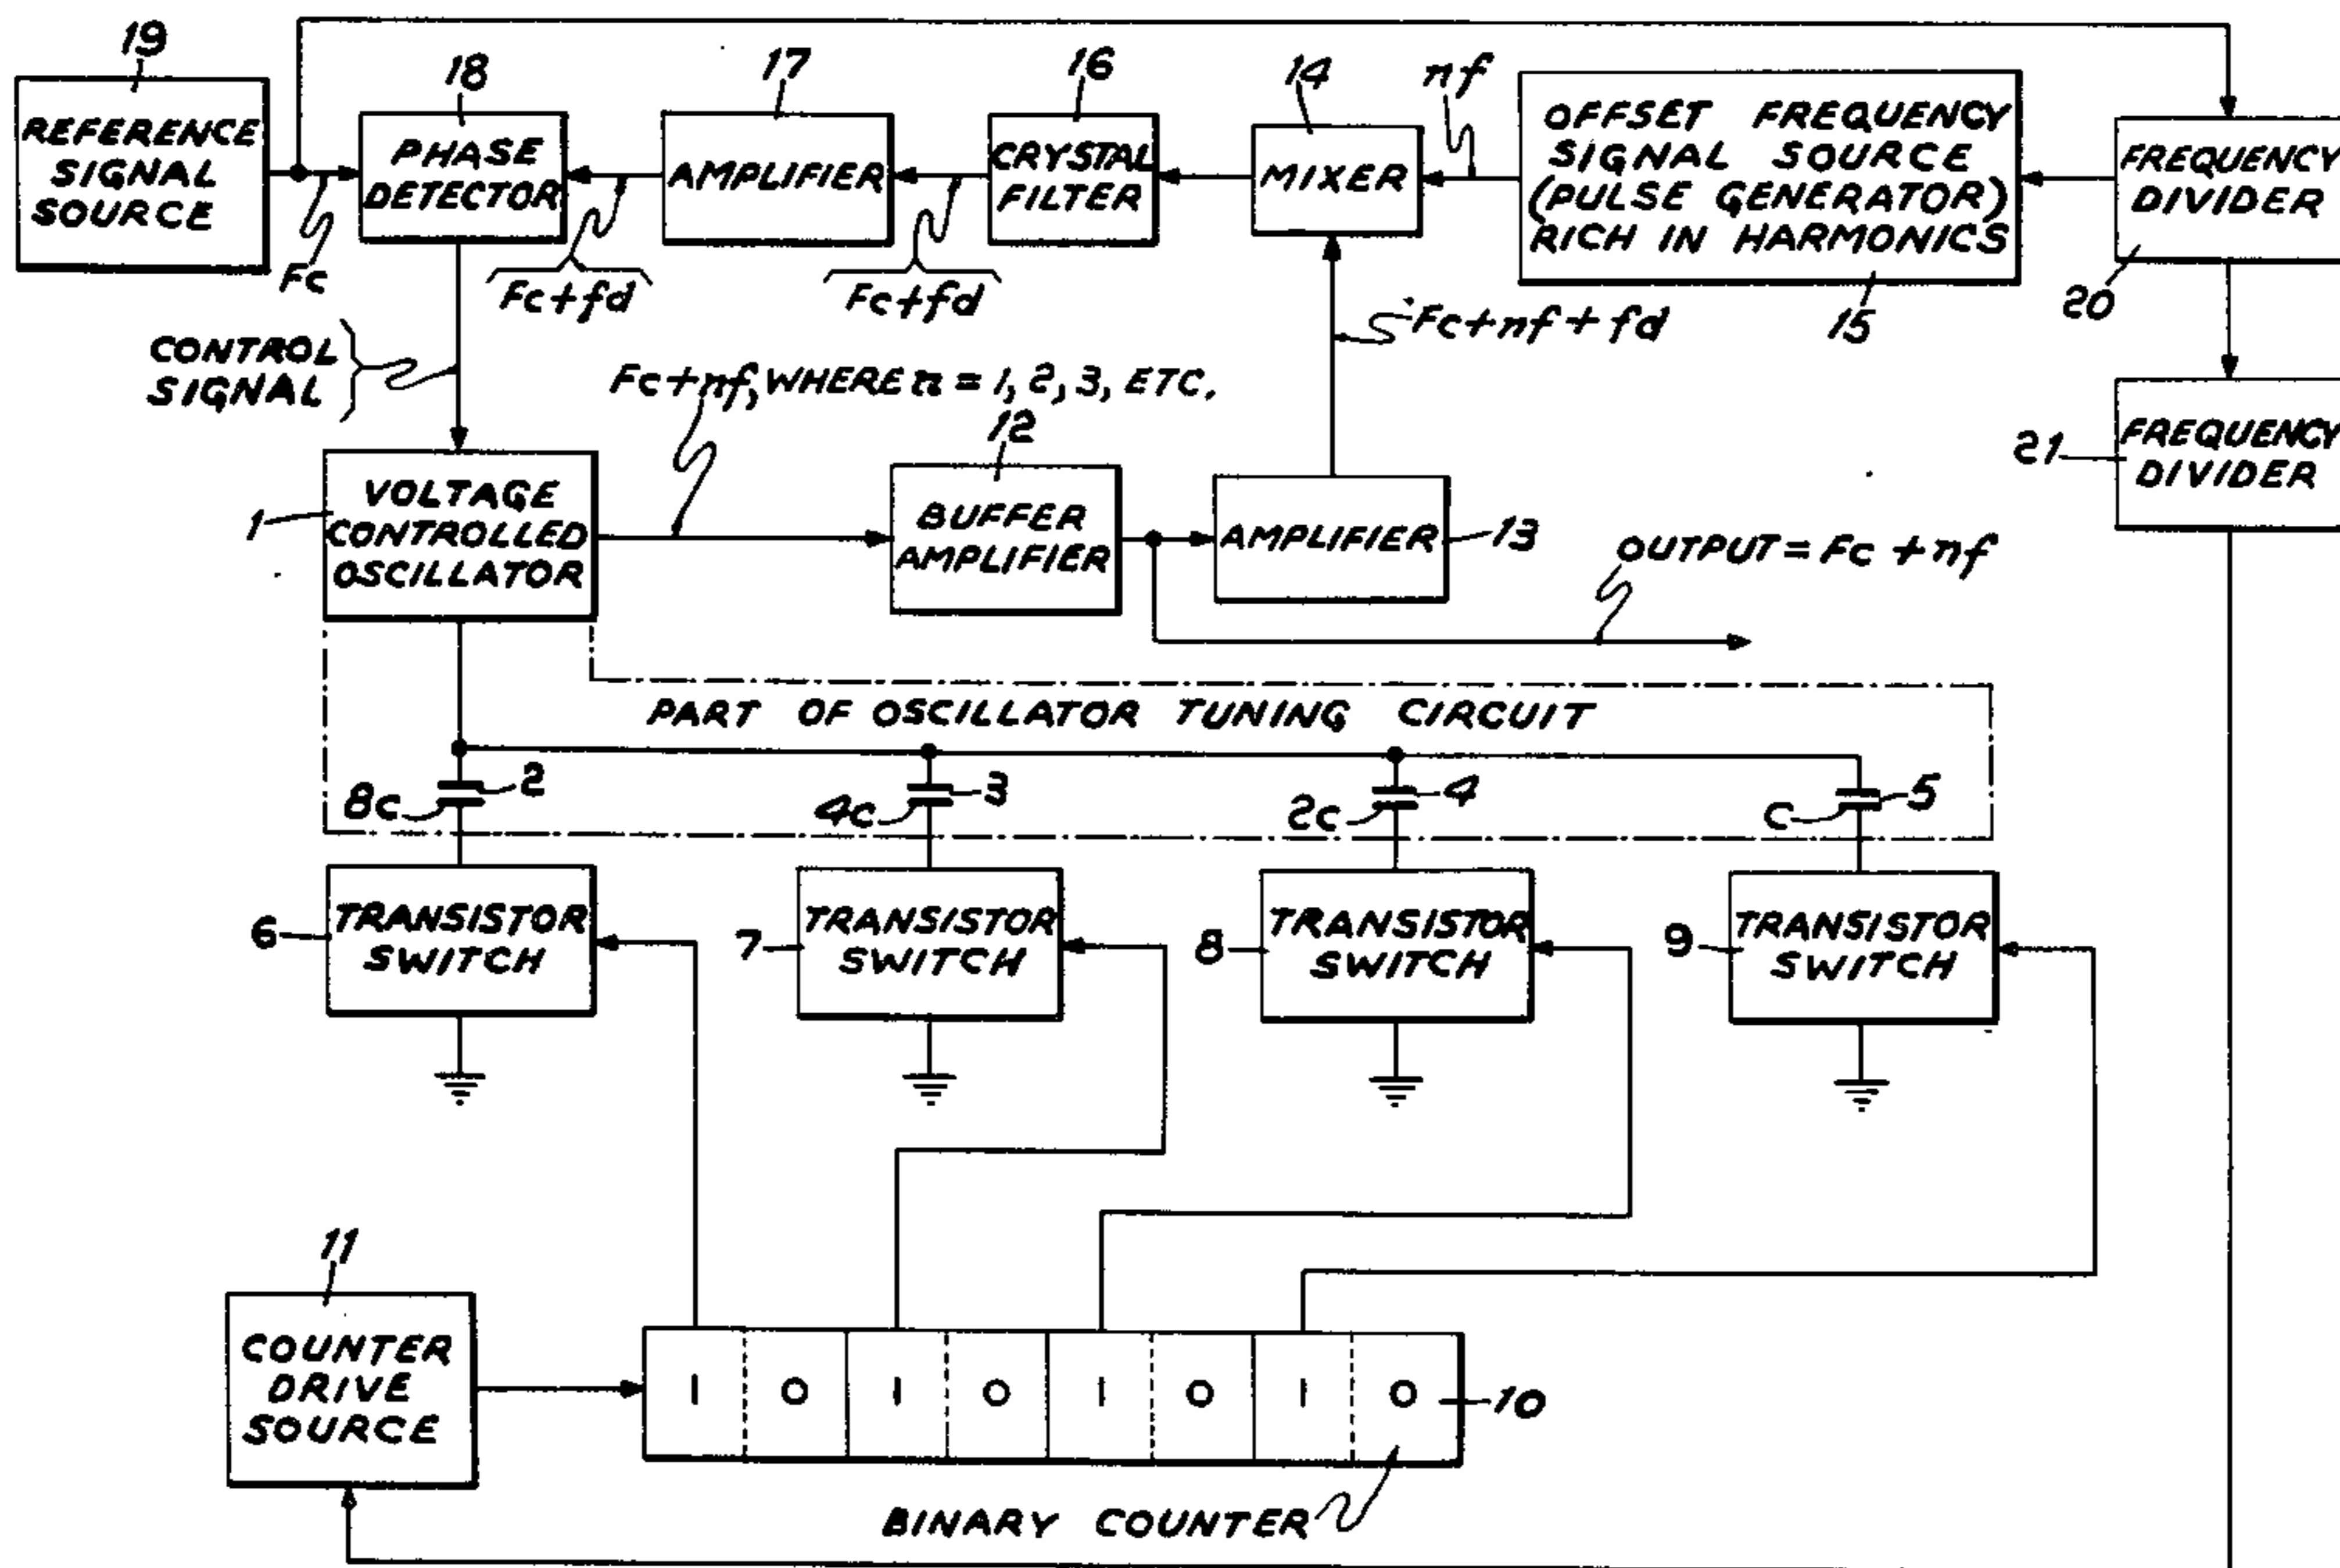 19
REFERENCE
SIGNAL
SOURCE
Fc
18
PHASE
DETECTOR
17
AMPLIFIER
16
CRYSTAL
FILTER
14
MIXER
nf
OFFSET FREQUENCY
SIGNAL SOURCE
(PULSE GENERATOR)
RICH IN HARMONICS
15
FREQUENCY
DIVIDER
20
Fc+fd
Fc+fd
Fc+nf+fd
CONTROL
SIGNAL
Fc+nf, WHERE n = 1, 2, 3, ETC.
12
21
FREQUENCY
DIVIDER
1
VOLTAGE
CONTROLLED
OSCILLATOR
BUFFER
AMPLIFIER
AMPLIFIER
13
OUTPUT = Fc + nf
PART OF OSCILLATOR TUNING CIRCUIT
8c
2
4c
3
2c
4
c
5
6
TRANSISTOR
SWITCH
7
TRANSISTOR
SWITCH
8
TRANSISTOR
SWITCH
9
TRANSISTOR
SWITCH
11
COUNTER
DRIVE
SOURCE
1 0 1 0 1 0 1 0
10
BINARY COUNTER